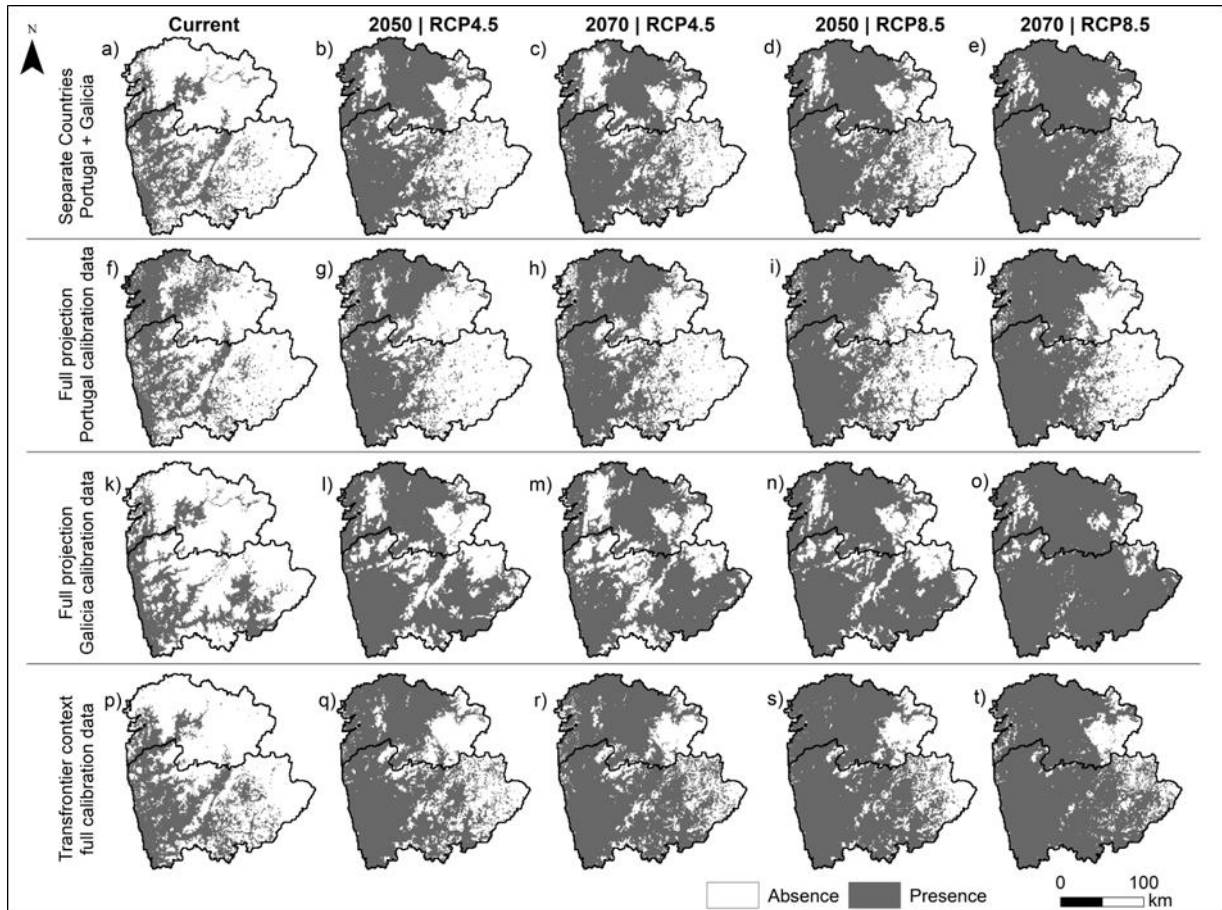 N
Current
2050 | RCP4.5
2070 | RCP4.5
2050 | RCP8.5
2070 | RCP8.5
Separate Countries
Portugal + Galicia
a)
b)
c)
d)
e)
Full projection
Portugal calibration data
f)
g)
h)
i)
j)
Full projection
Galicia calibration data
k)
l)
m)
n)
o)
Transfrontier context
full calibration data
p)
q)
r)
s)
t)
Absence
Presence
0 100
km